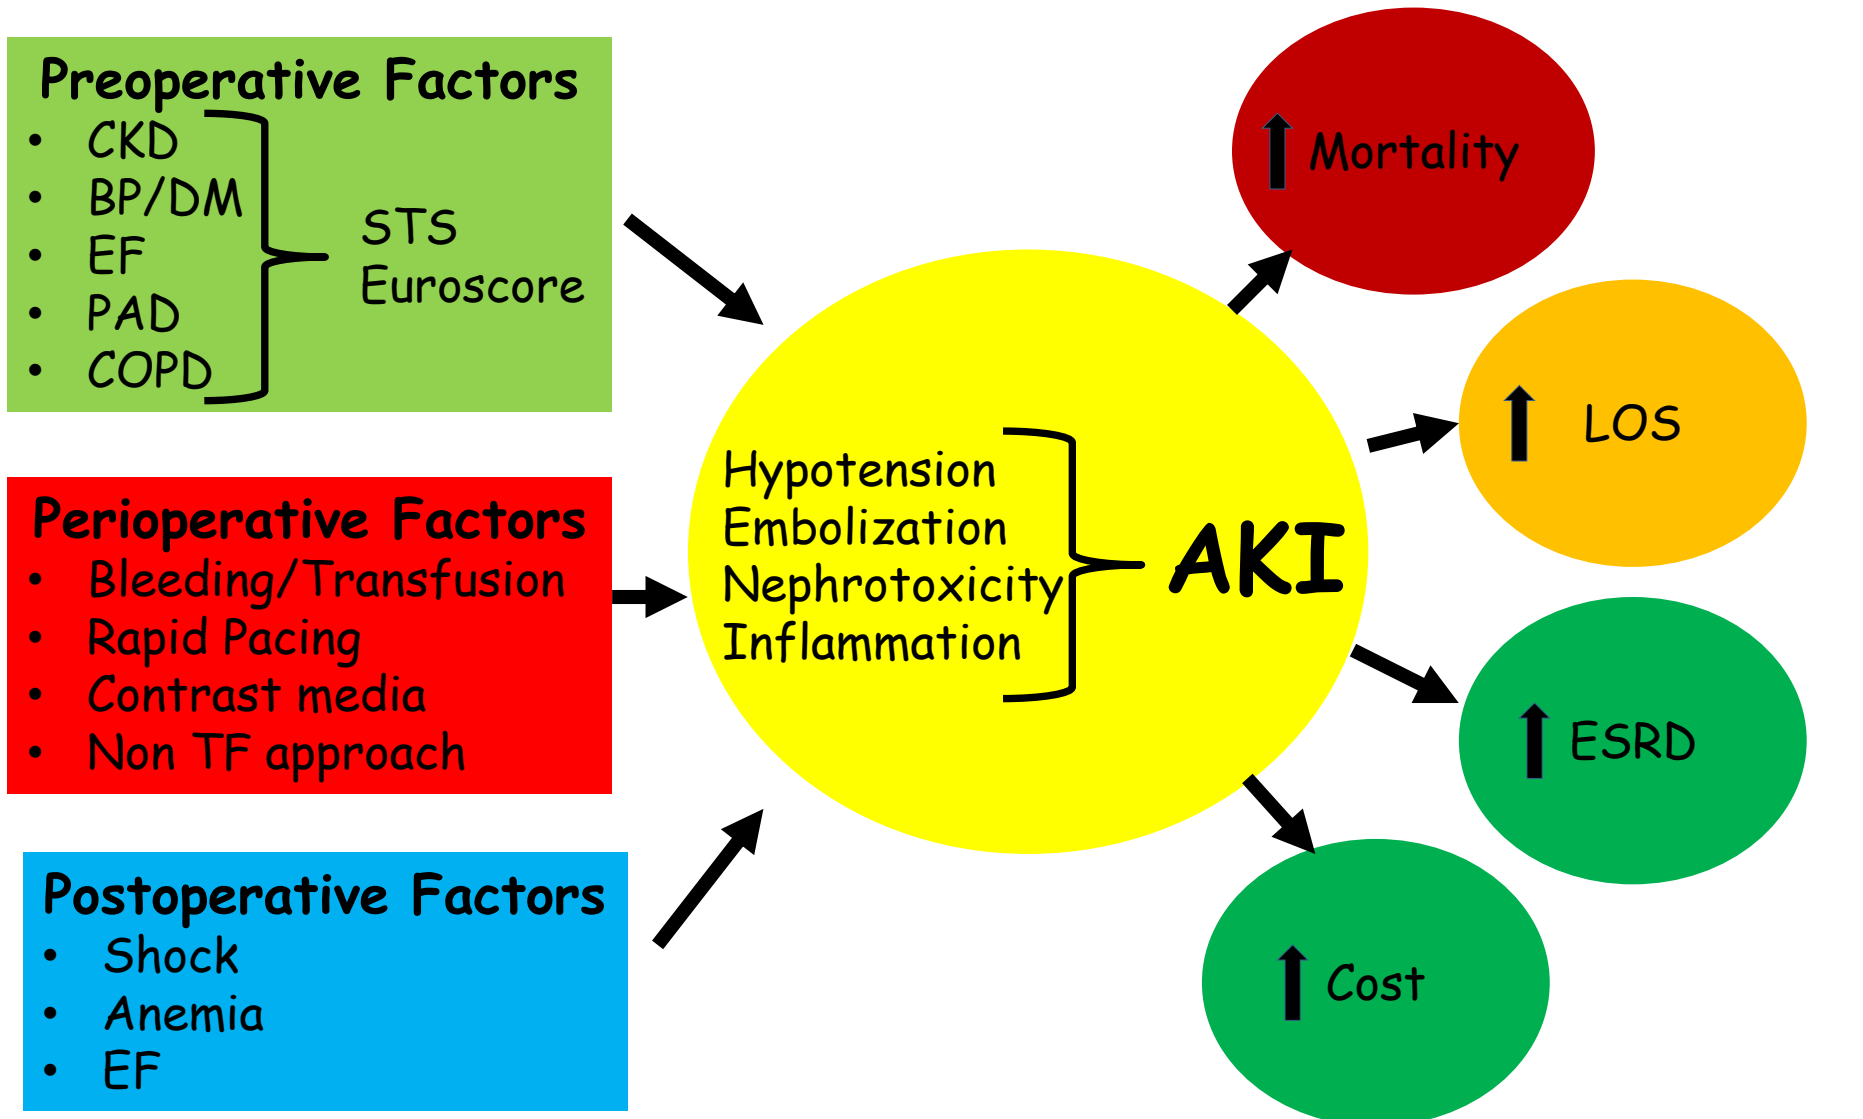 Preoperative Factors
• CKD
• BP/DM
• EF
• PAD
• COPD
STS
Euroscore
Perioperative Factors
• Bleeding/Transfusion
• Rapid Pacing
• Contrast media
• Non TF approach
Postoperative Factors
• Shock
• Anemia
• EF
Hypotension
Embolization
Nephrotoxicity
Inflammation
AKI
Mortality
LOS
ESRD
Cost